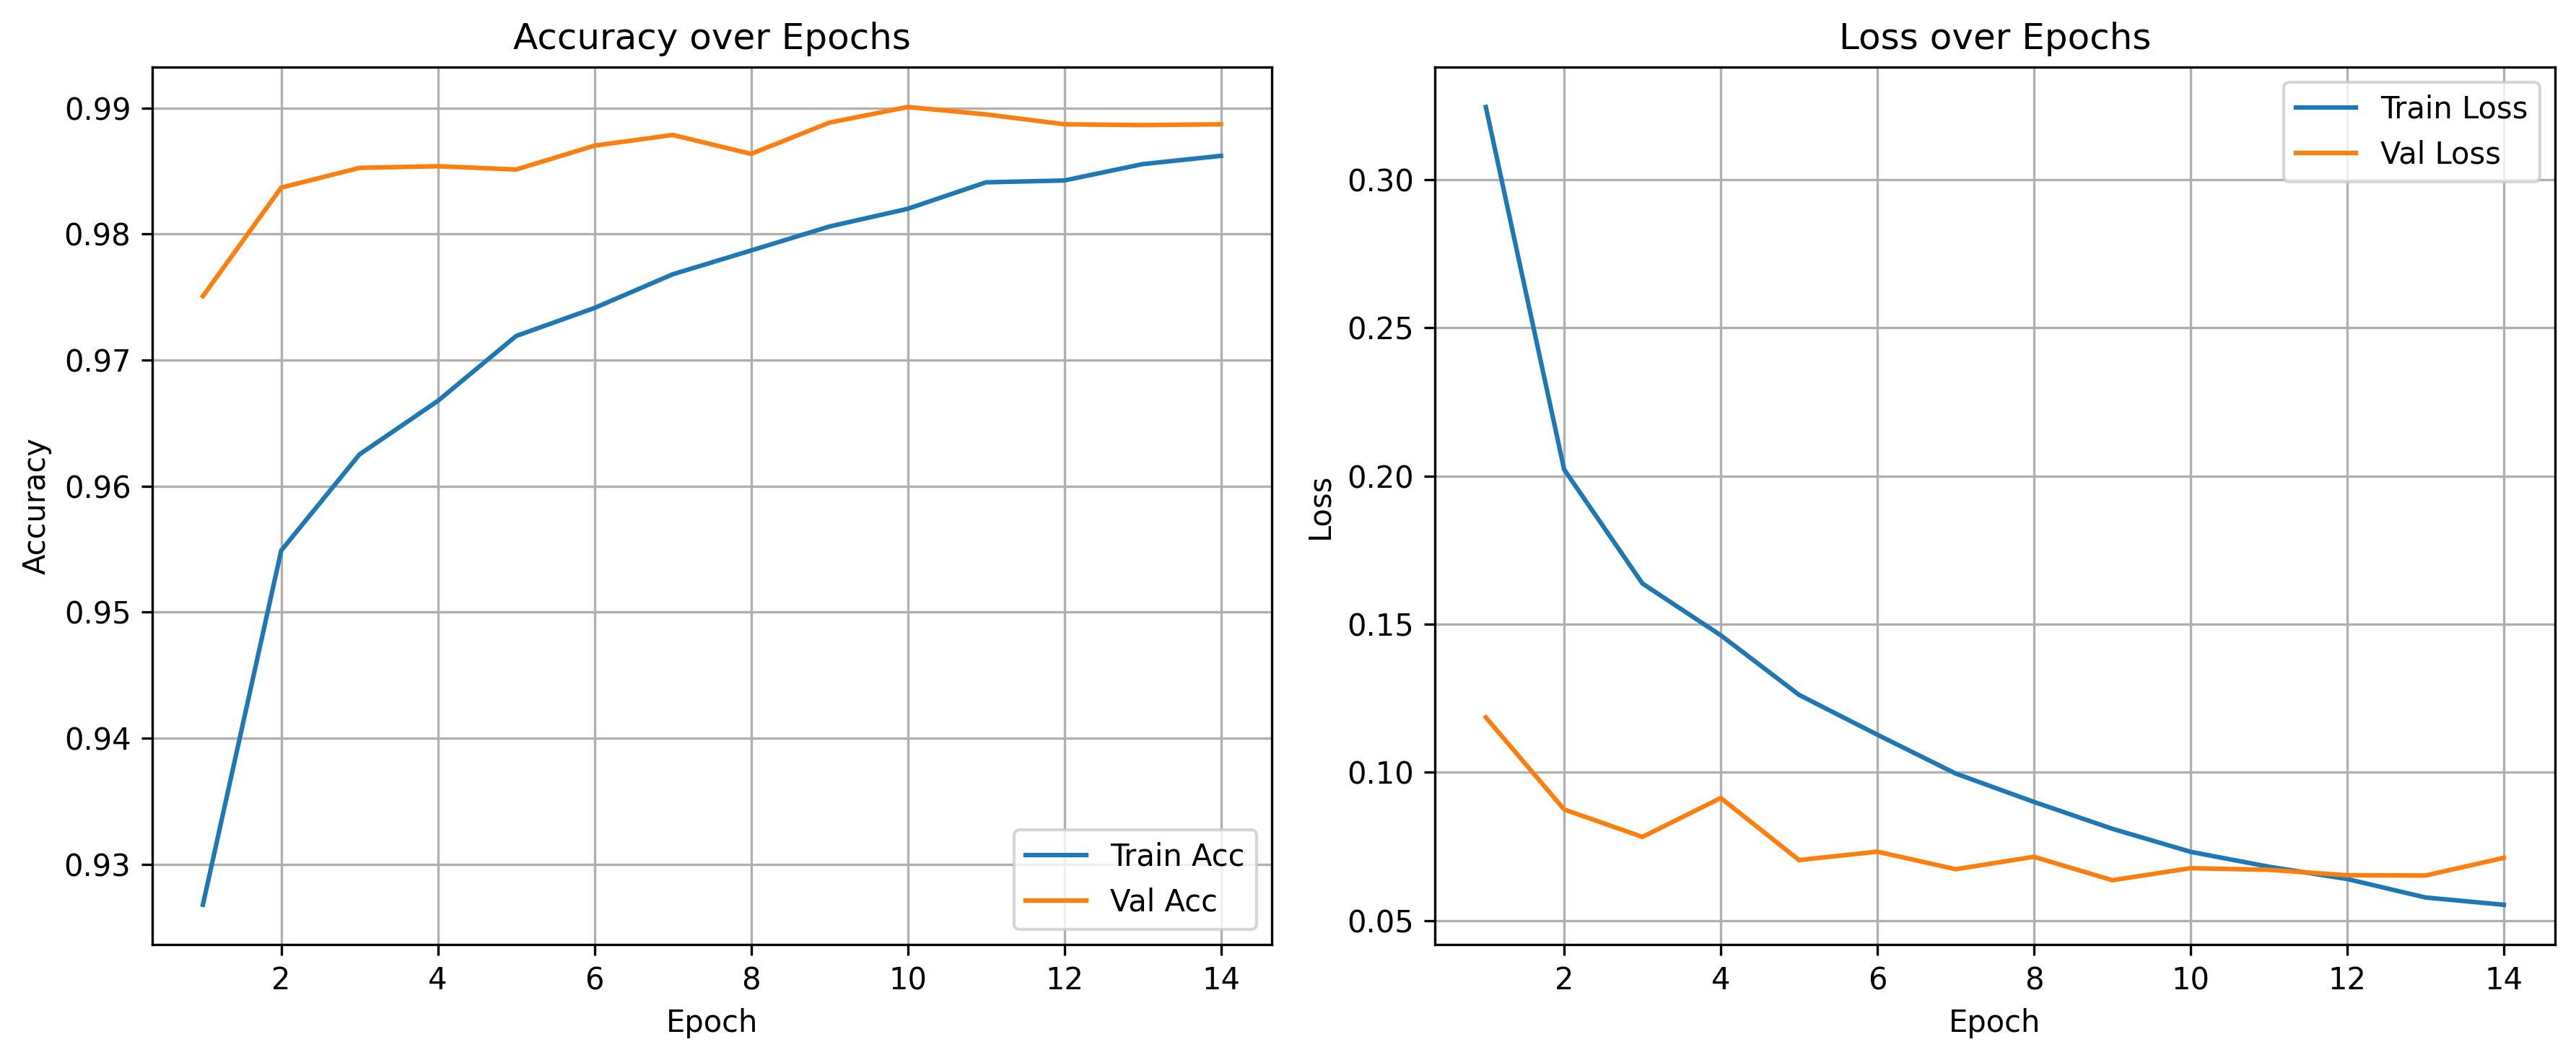 Accuracy over Epochs
0.99
0.98
0.97
0.96
0.95
0.94
0.93
Accuracy
Train Acc
Val Acc
2 4 6 8 10 12 14
Epoch
Loss over Epochs
Train Loss
Val Loss
0.30
0.25
0.20
0.15
0.10
0.05
Loss
2 4 6 8 10 12 14
Epoch